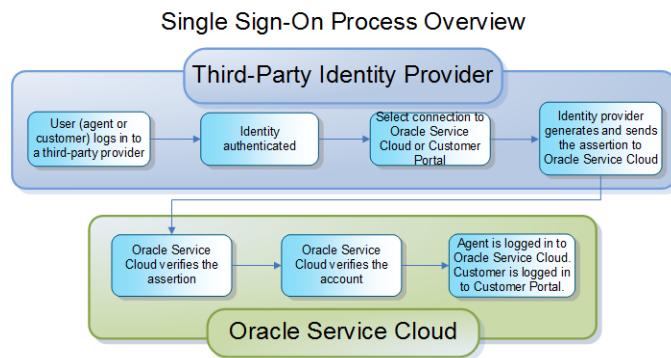 Single Sign-On Process Overview
Third-Party Identity Provider
User (agent or
customer) logs in to
a third-party provider
Identity
authenticated
Select connection to
Oracle Service
Cloud or Customer
Portal
Identity provider
generates and sends
the assertion to
Oracle Service Cloud
Oracle Service
Cloud verifies the
assertion
Oracle Service
Cloud verifies the
account
Agent is logged in to
Oracle Service Cloud.
Customer is logged in
to Customer Portal.
Oracle Service Cloud